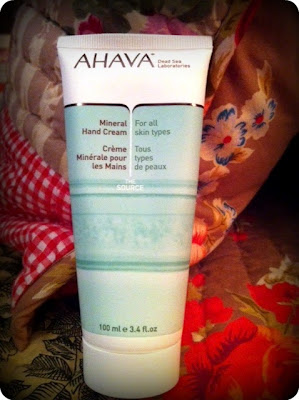 AHAVA™
Dead Sea
Laboratories
Mineral
Hand Cream
For all
skin types
Crème
Minérale pour
les Mains
Tous
types
de peaux
SOURCE
100 ml e 3.4 fl.oz